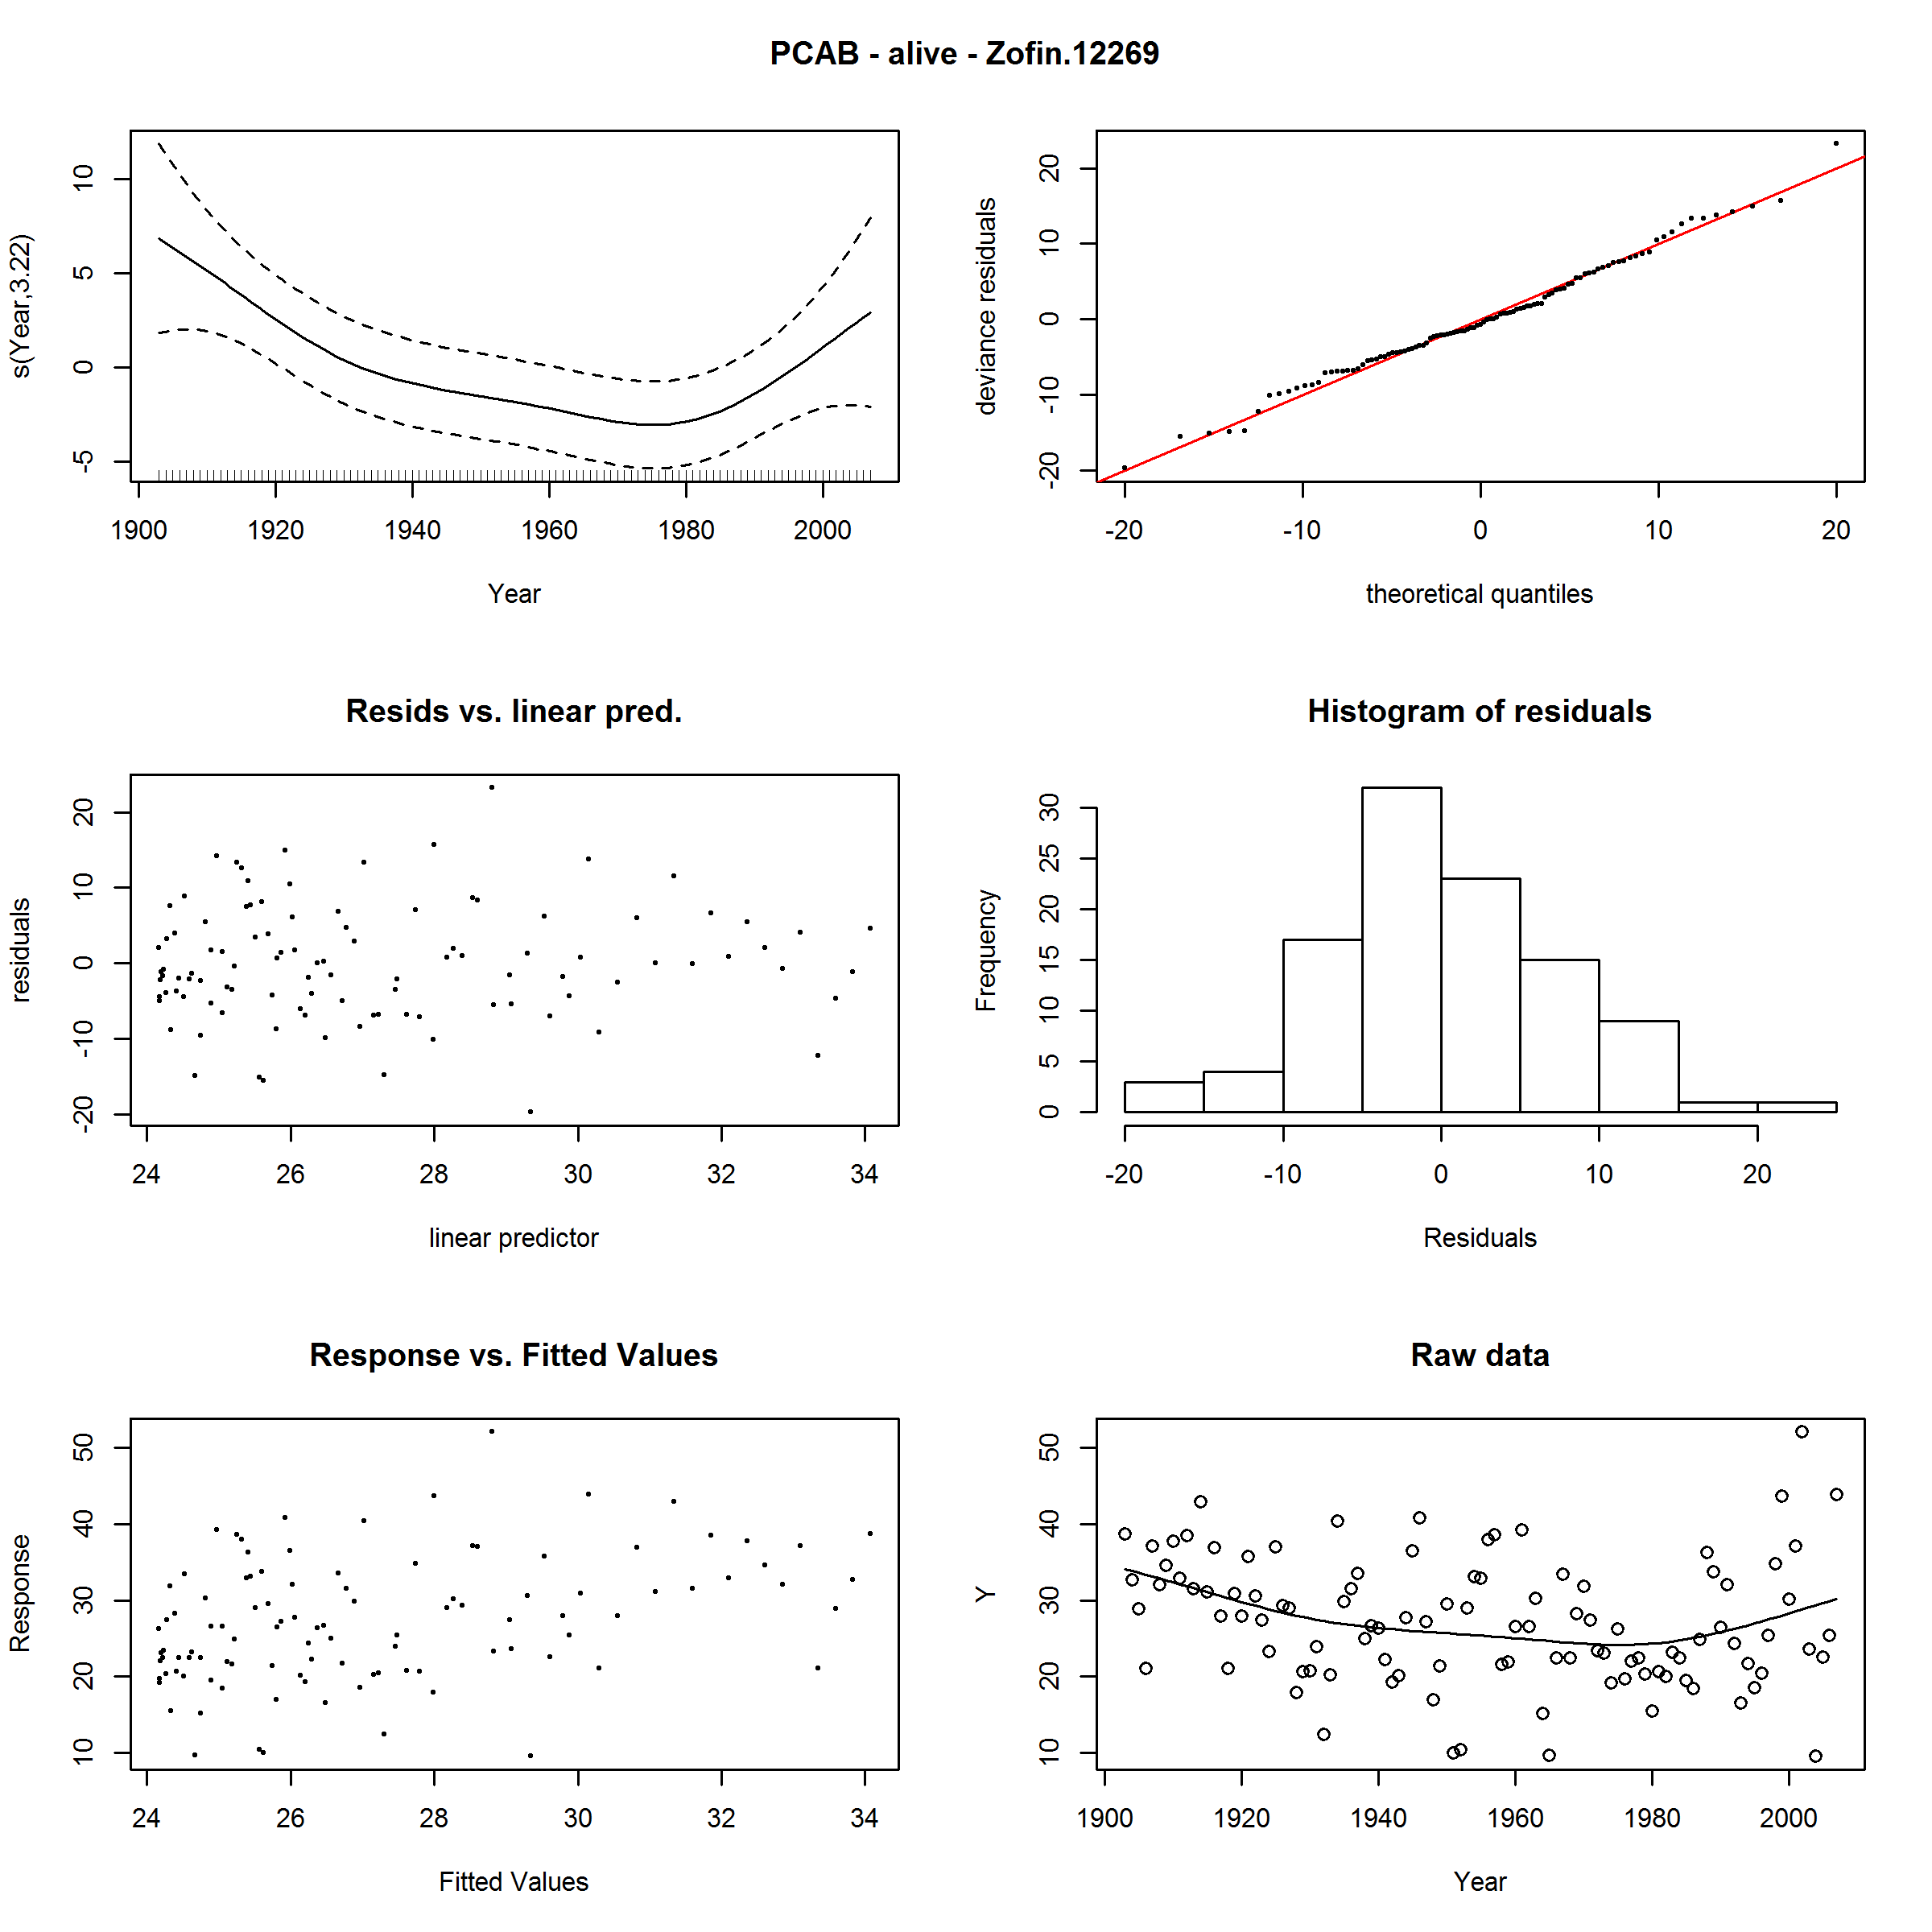 PCAB - alive - Zofin.12269
s(Year,3.22)
10
5
0
-5
1900 1920 1940 1960 1980 2000
Year
deviance residuals
20
10
0
-10
-20
-20 -10 0 10 20
theoretical quantiles
Resids vs. linear pred.
residuals
20
10
0
-10
-20
24 26 28 30 32 34
linear predictor
Histogram of residuals
Frequency
30
25
20
15
10
5
0
-20 -10 0 10 20
Residuals
Response vs. Fitted Values
Response
50
40
30
20
10
24 26 28 30 32 34
Fitted Values
Raw data
Y
50
40
30
20
10
1900 1920 1940 1960 1980 2000
Year